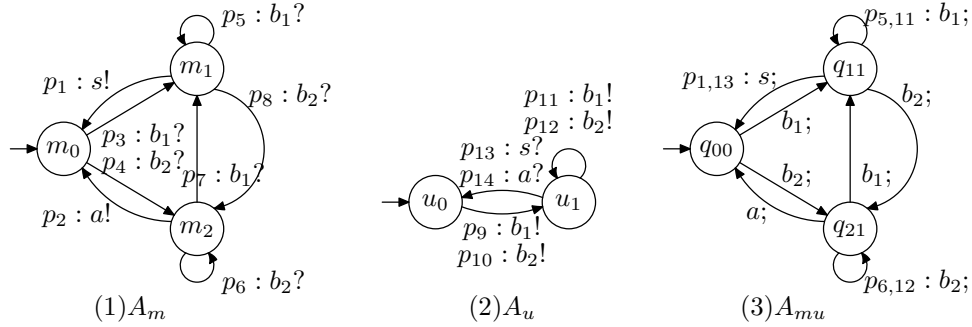 p₅ : b₁?
m₁
p₁ : s!
p₈ : b₂?
m₀
p₃ : b₁?
p₄ : b₂?
p₇ : b₁?
p₂ : a!
m₂
p₆ : b₂?
(1)Aₘ
p₁₁ : b₁!
p₁₂ : b₂!
p₁₃ : s?
p₁₄ : a?
u₀
u₁
p₉ : b₁!
p₁₀ : b₂!
(2)Aᵤ
p₅,₁₁ : b₁;
q₁₁
p₁,₁₃ : s;
b₂;
b₁;
q₀₀
b₂;
b₁;
a;
q₂₁
p₆,₁₂ : b₂;
(3)Aₘᵤ